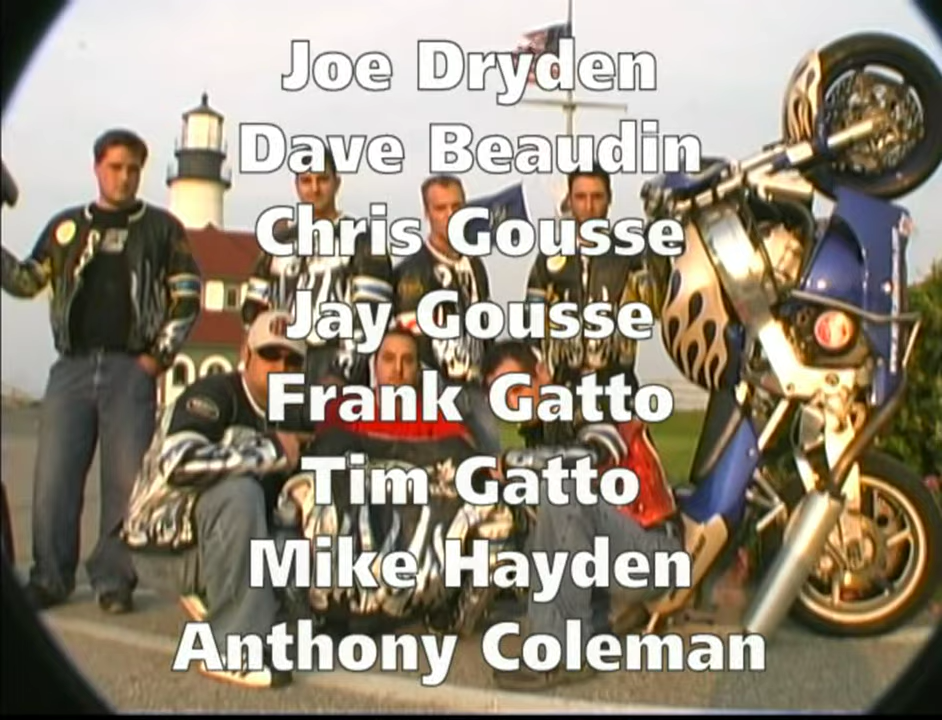 Joe Dryden
Dave Beaudin
Chris Gousse
Jay Gousse
Frank Gatto
Tim Gatto
Mike Hayden
Anthony Coleman